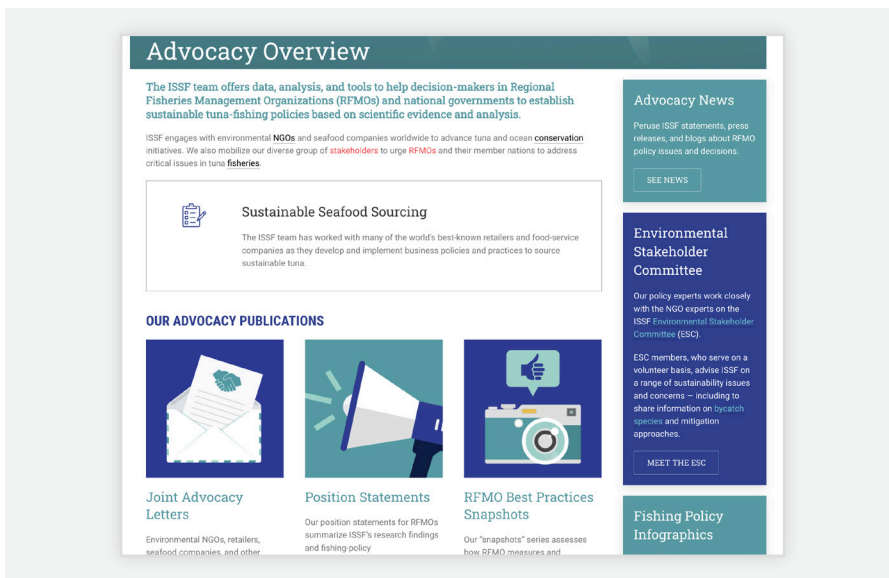 Advocacy Overview
The ISSF team offers data, analysis, and tools to help decision-makers in Regional
Fisheries Management Organizations (RFMOs) and national governments to establish
sustainable tuna-fishing policies based on scientific evidence and analysis.
ISSF engages with environmental NGOs and seafood companies worldwide to advance tuna and ocean conservation
initiatives. We also mobilize our diverse group of stakeholders to urge RFMOs and their member nations to address
critical issues in tuna fisheries.
Sustainable Seafood Sourcing
The ISSF team has worked with many of the world's best-known retailers and food-service
companies as they develop and implement business policies and practices to source
sustainable tuna.
OUR ADVOCACY PUBLICATIONS
Joint Advocacy
Letters
Environmental NGOs, retailers,
seafood companies, and other
Position Statements
Our position statements for RFMOs
summarize ISSF's research findings
and fishing-policy
RFMO Best Practices
Snapshots
Our "snapshots" series assesses
how RFMO measures and
Advocacy News
Peruse ISSF statements, press
releases, and blogs about RFMO
policy issues and decisions.
SEE NEWS
Environmental
Stakeholder
Committee
Our policy experts work closely
with the NGO experts on the
ISSF Environmental Stakeholder
Committee (ESC).
ESC members, who serve on a
volunteer basis, advise ISSF on
a range of sustainability issues
and concerns — including to
share information on bycatch
species and mitigation
approaches.
MEET THE ESC
Fishing Policy
Infographics